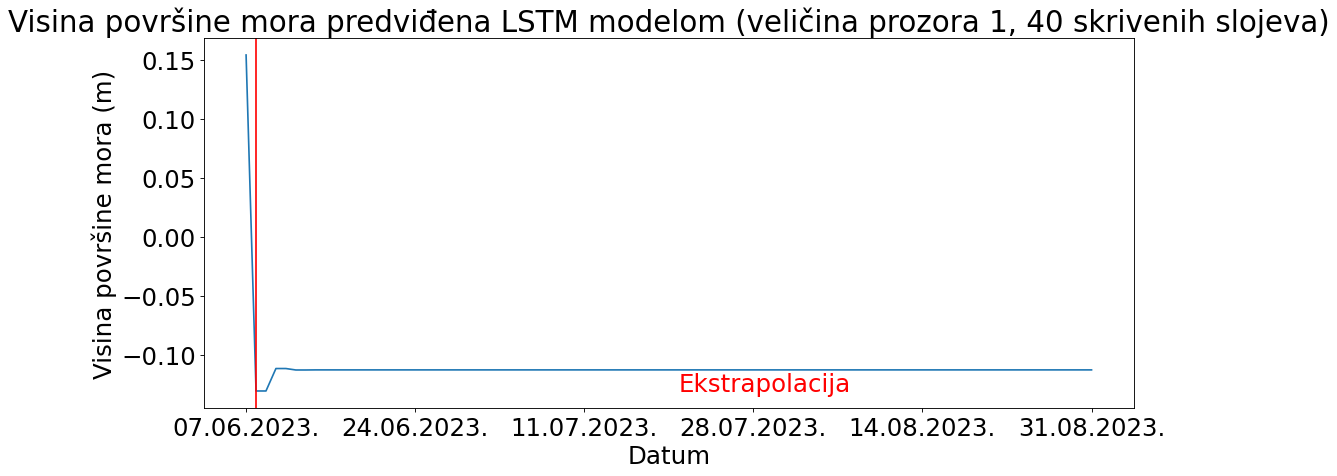 Visina površine mora predviđena LSTM modelom (veličina prozora 1, 40 skrivenih slojeva)
Visina površine mora (m)
0.15
0.10
0.05
0.00
−0.05
−0.10
Ekstrapolacija
07.06.2023. 24.06.2023. 11.07.2023. 28.07.2023. 14.08.2023. 31.08.2023.
Datum